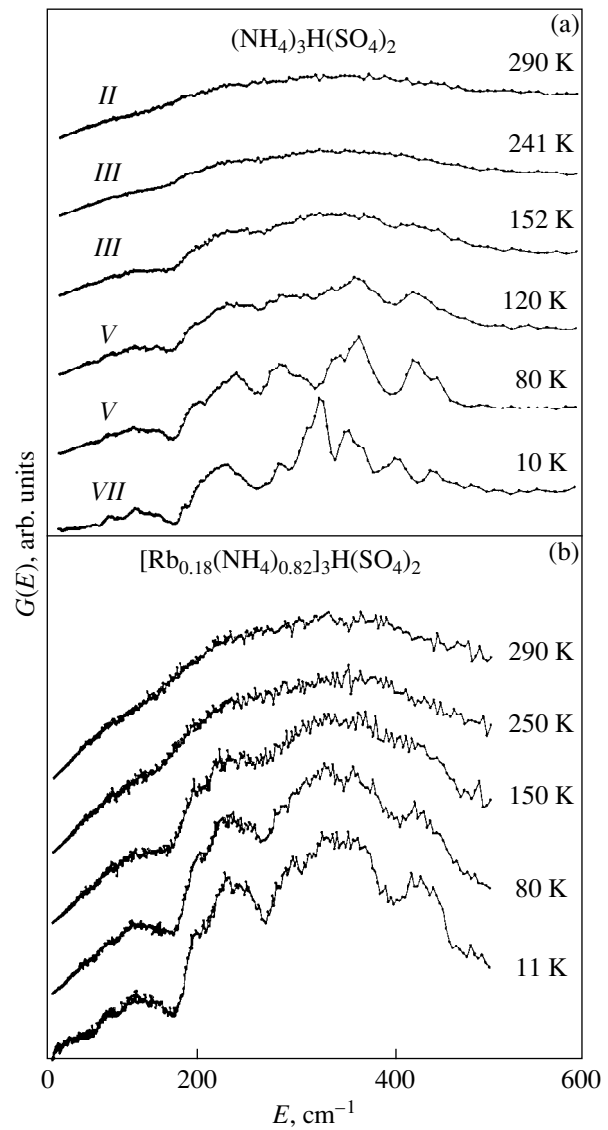 (a)
(NH₄)₃H(SO₄)₂
290 K
II
241 K
III
152 K
III
120 K
V
80 K
V
10 K
VII
G(E), arb. units
(b)
[Rb₀.₁₈(NH₄)₀.₈₂]₃H(SO₄)₂
290 K
250 K
150 K
80 K
11 K
0 200 400 600
E, cm⁻¹